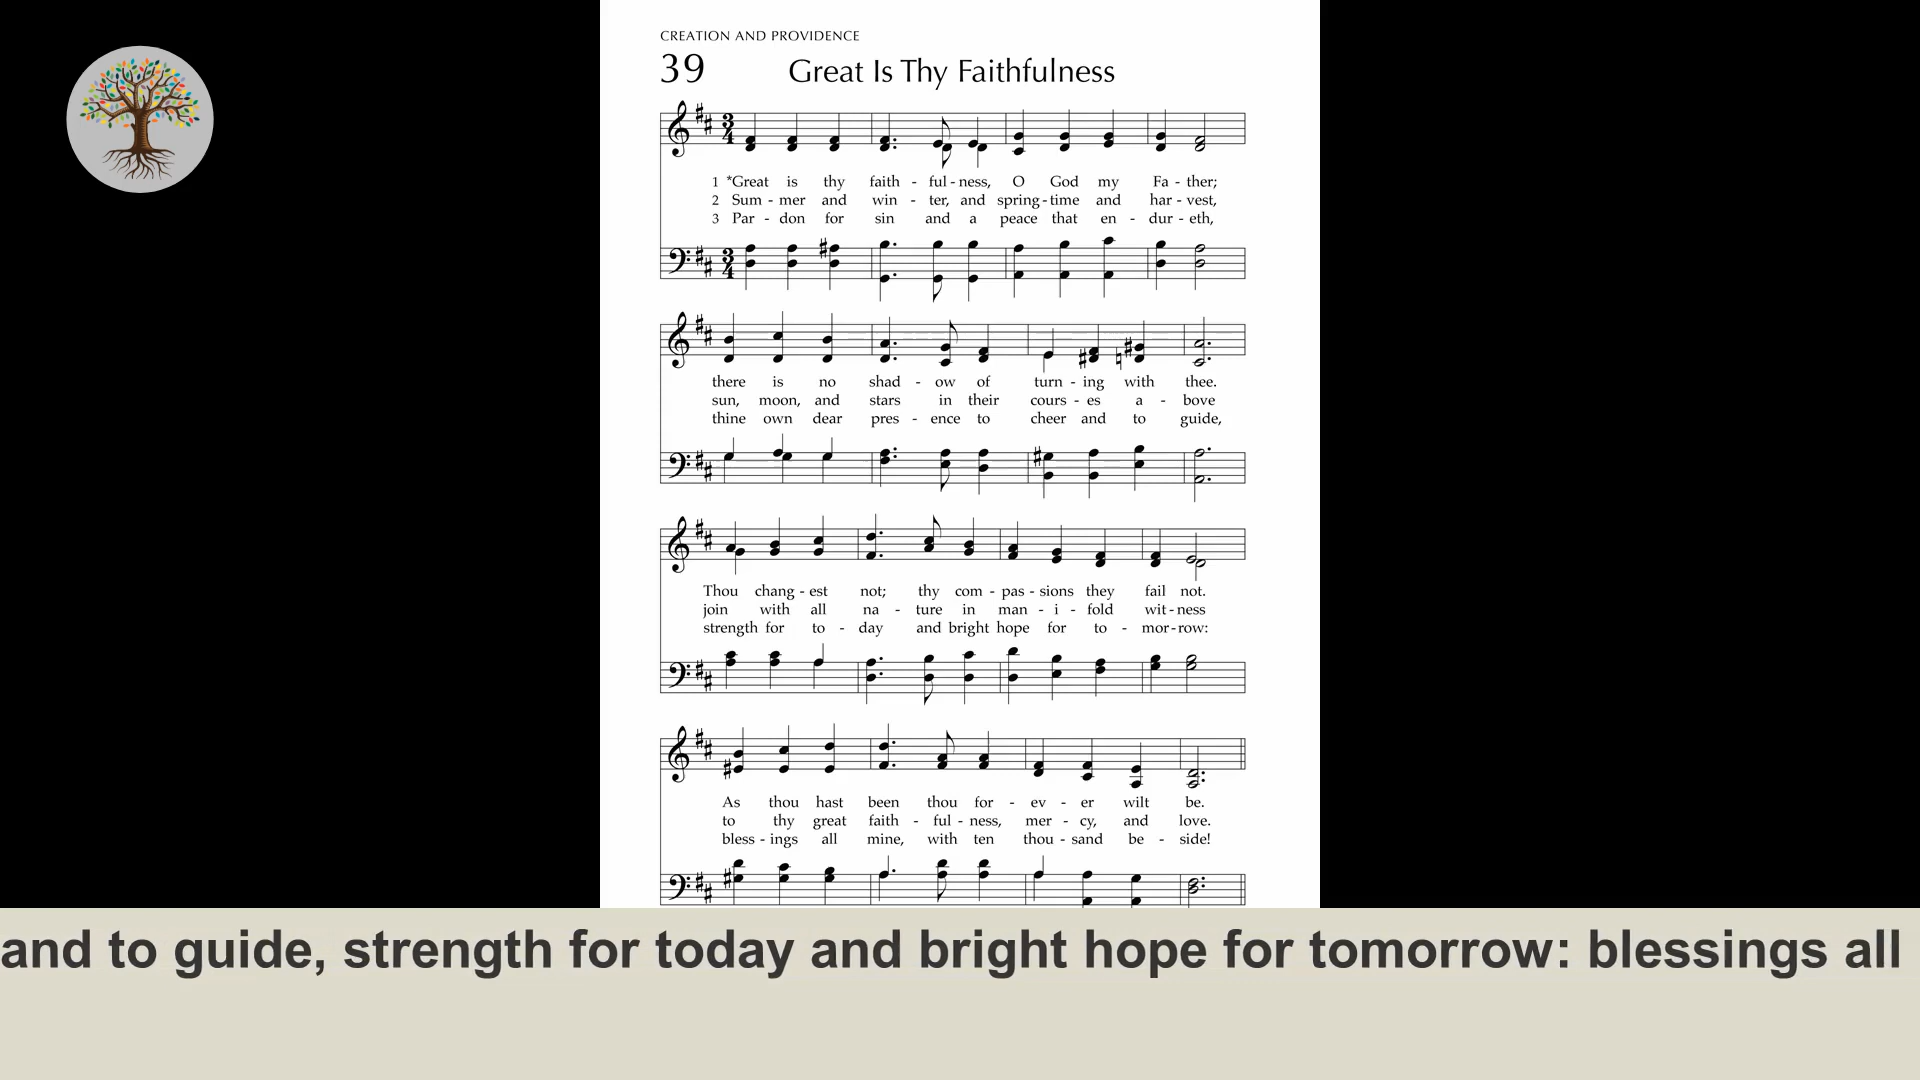 CREATION AND PROVIDENCE
39 Great Is Thy Faithfulness
1 *Great is thy faith - ful - ness, O God my Fa - ther;
2 Sum - mer and win - ter, and spring - time and har - vest,
3 Par - don for sin and a peace that en - dur - eth,
there is no shad - ow of turn - ing with thee.
sun, moon, and stars in their cours - es a - bove
thine own dear pres - ence to cheer and to guide,
Thou chang - est not; thy com - pas - sions they fail not.
join with all na - ture in man - i - fold wit - ness
strength for to - day and bright hope for to - mor - row:
As thou hast been thou for - ev - er wilt be.
to thy great faith - ful - ness, mer - cy, and love.
bless - ings all mine, with ten thou - sand be - side!
and to guide, strength for today and bright hope for tomorrow: blessings all